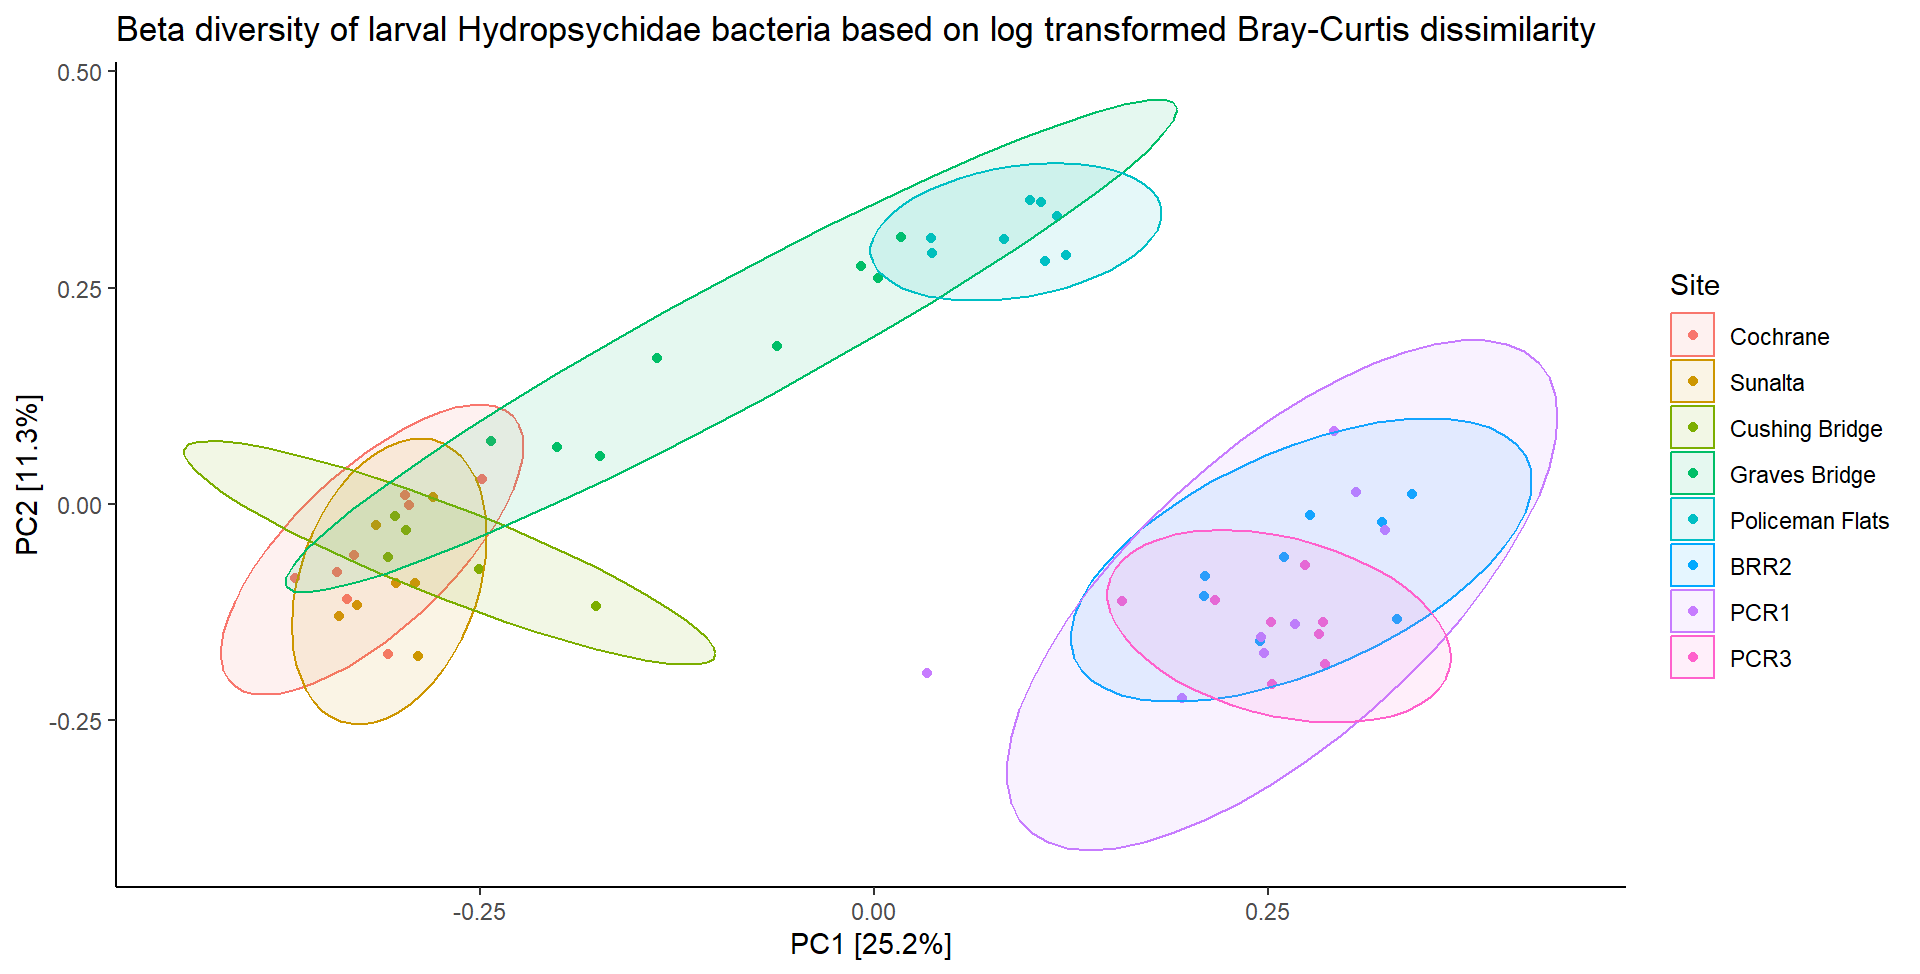 Beta diversity of larval Hydropsychidae bacteria based on log transformed Bray-Curtis dissimilarity
0.50
0.25
0.00
-0.25
PC2 [11.3%]
-0.25
0.00
0.25
PC1 [25.2%]
Site
Cochrane
Sunalta
Cushing Bridge
Graves Bridge
Policeman Flats
BRR2
PCR1
PCR3